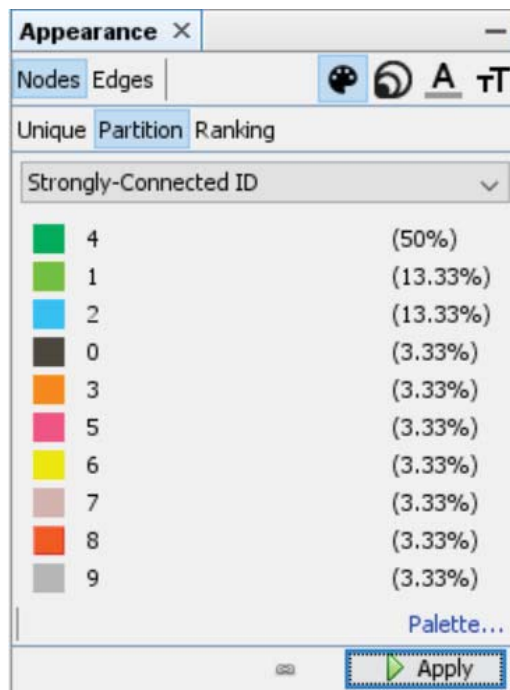 Appearance ×
Nodes Edges A TT
Unique Partition Ranking
Strongly-Connected ID
4 (50%)
1 (13.33%)
2 (13.33%)
0 (3.33%)
3 (3.33%)
5 (3.33%)
6 (3.33%)
7 (3.33%)
8 (3.33%)
9 (3.33%)
Palette...
Apply